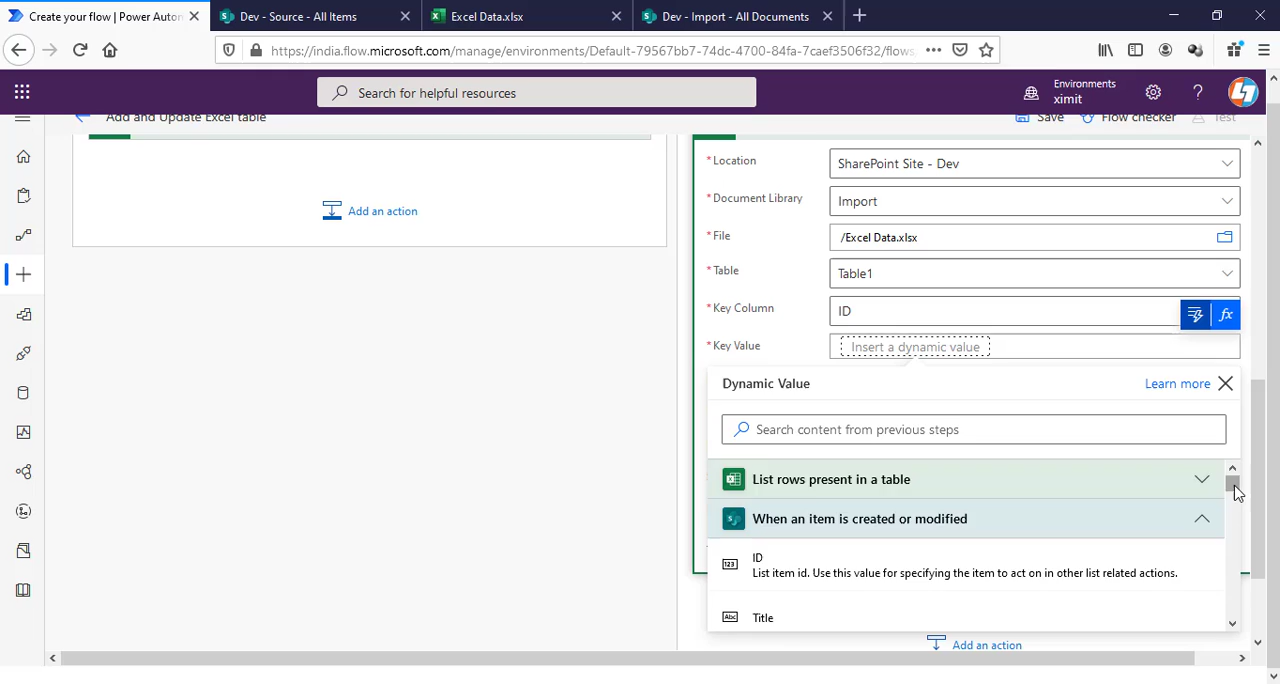 Create your flow | Power Auton
Dev - Source - All Items
Excel Data.xlsx
Dev - Import - All Documents
https://india.flow.microsoft.com/manage/environments/Default-79567bb7-74dc-4700-84fa-7caef3506f32/flows
Search for helpful resources
Environments
ximit
Add and Update Excel table
Save
Flow checker
Test
* Location
SharePoint Site - Dev
* Document Library
Import
* File
/Excel Data.xlsx
* Table
Table1
* Key Column
ID
fx
* Key Value
Insert a dynamic value
Dynamic Value
Learn more
Search content from previous steps
List rows present in a table
When an item is created or modified
123
ID
List item id. Use this value for specifying the item to act on in other list related actions.
Abc
Title
Add an action
Add an action